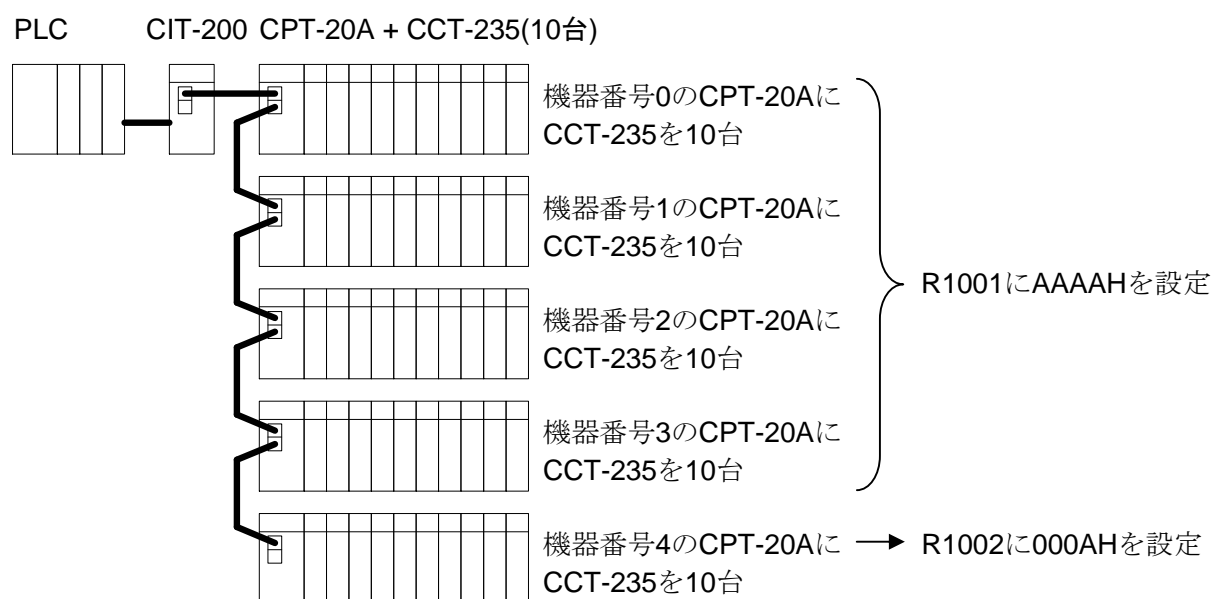 PLC CIT-200 CPT-20A + CCT-235(10台)
機器番号0のCPT-20Aに
CCT-235を10台
機器番号1のCPT-20Aに
CCT-235を10台
機器番号2のCPT-20Aに
CCT-235を10台
機器番号3のCPT-20Aに
CCT-235を10台
R1001にAAAAHを設定
機器番号4のCPT-20Aに
CCT-235を10台
R1002に000AHを設定